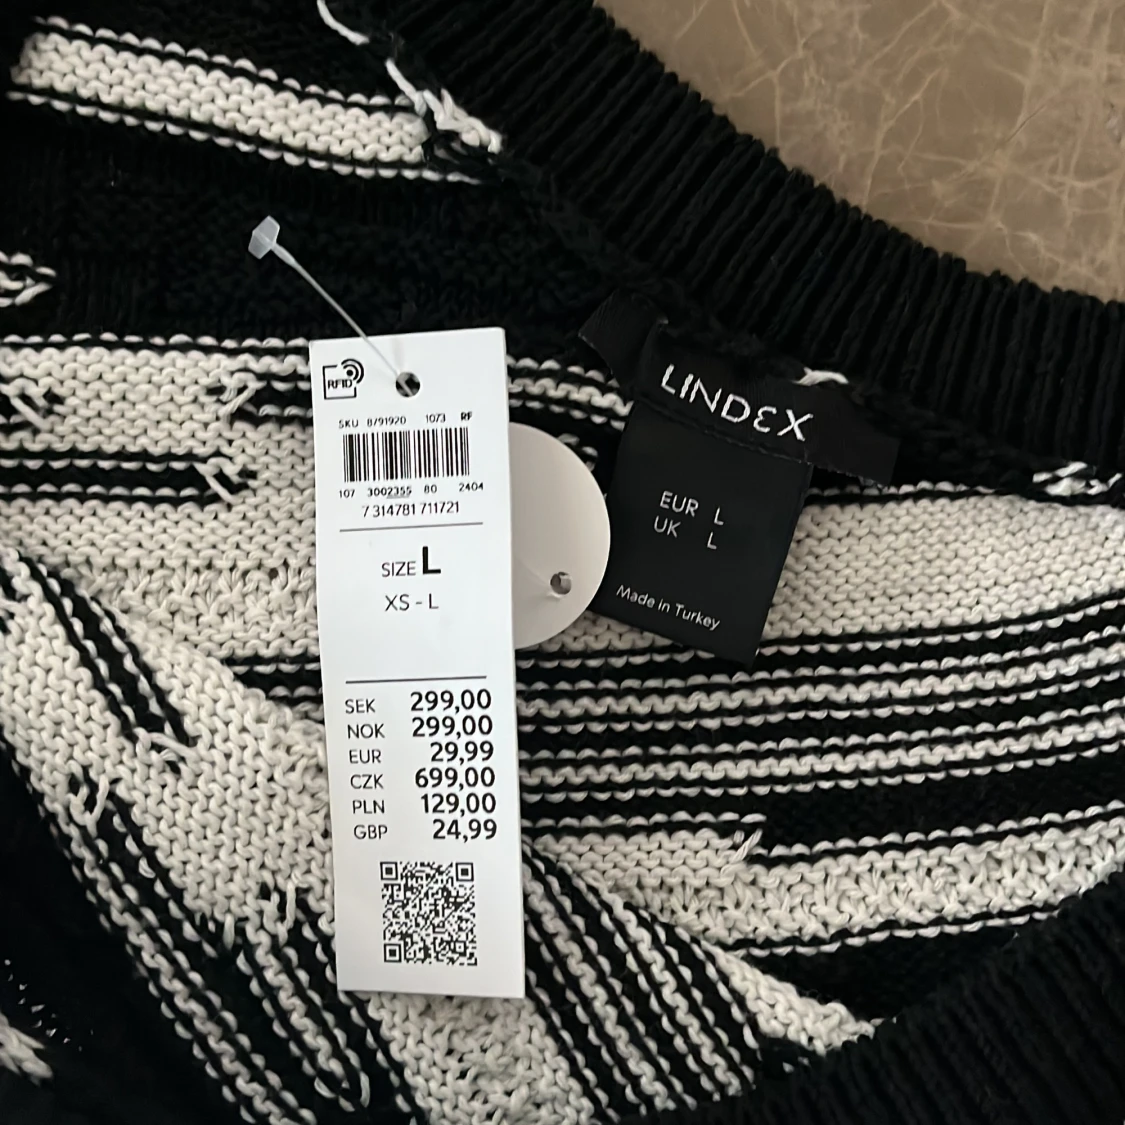 RFID
SKU 8791920 1073 RF
107 3002355 80 2404
7 314781 711721
SIZE L
XS - L
SEK 299,00
NOK 299,00
EUR 29,99
CZK 699,00
PLN 129,00
GBP 24,99
LINDEX
EUR L
UK L
Made in Turkey